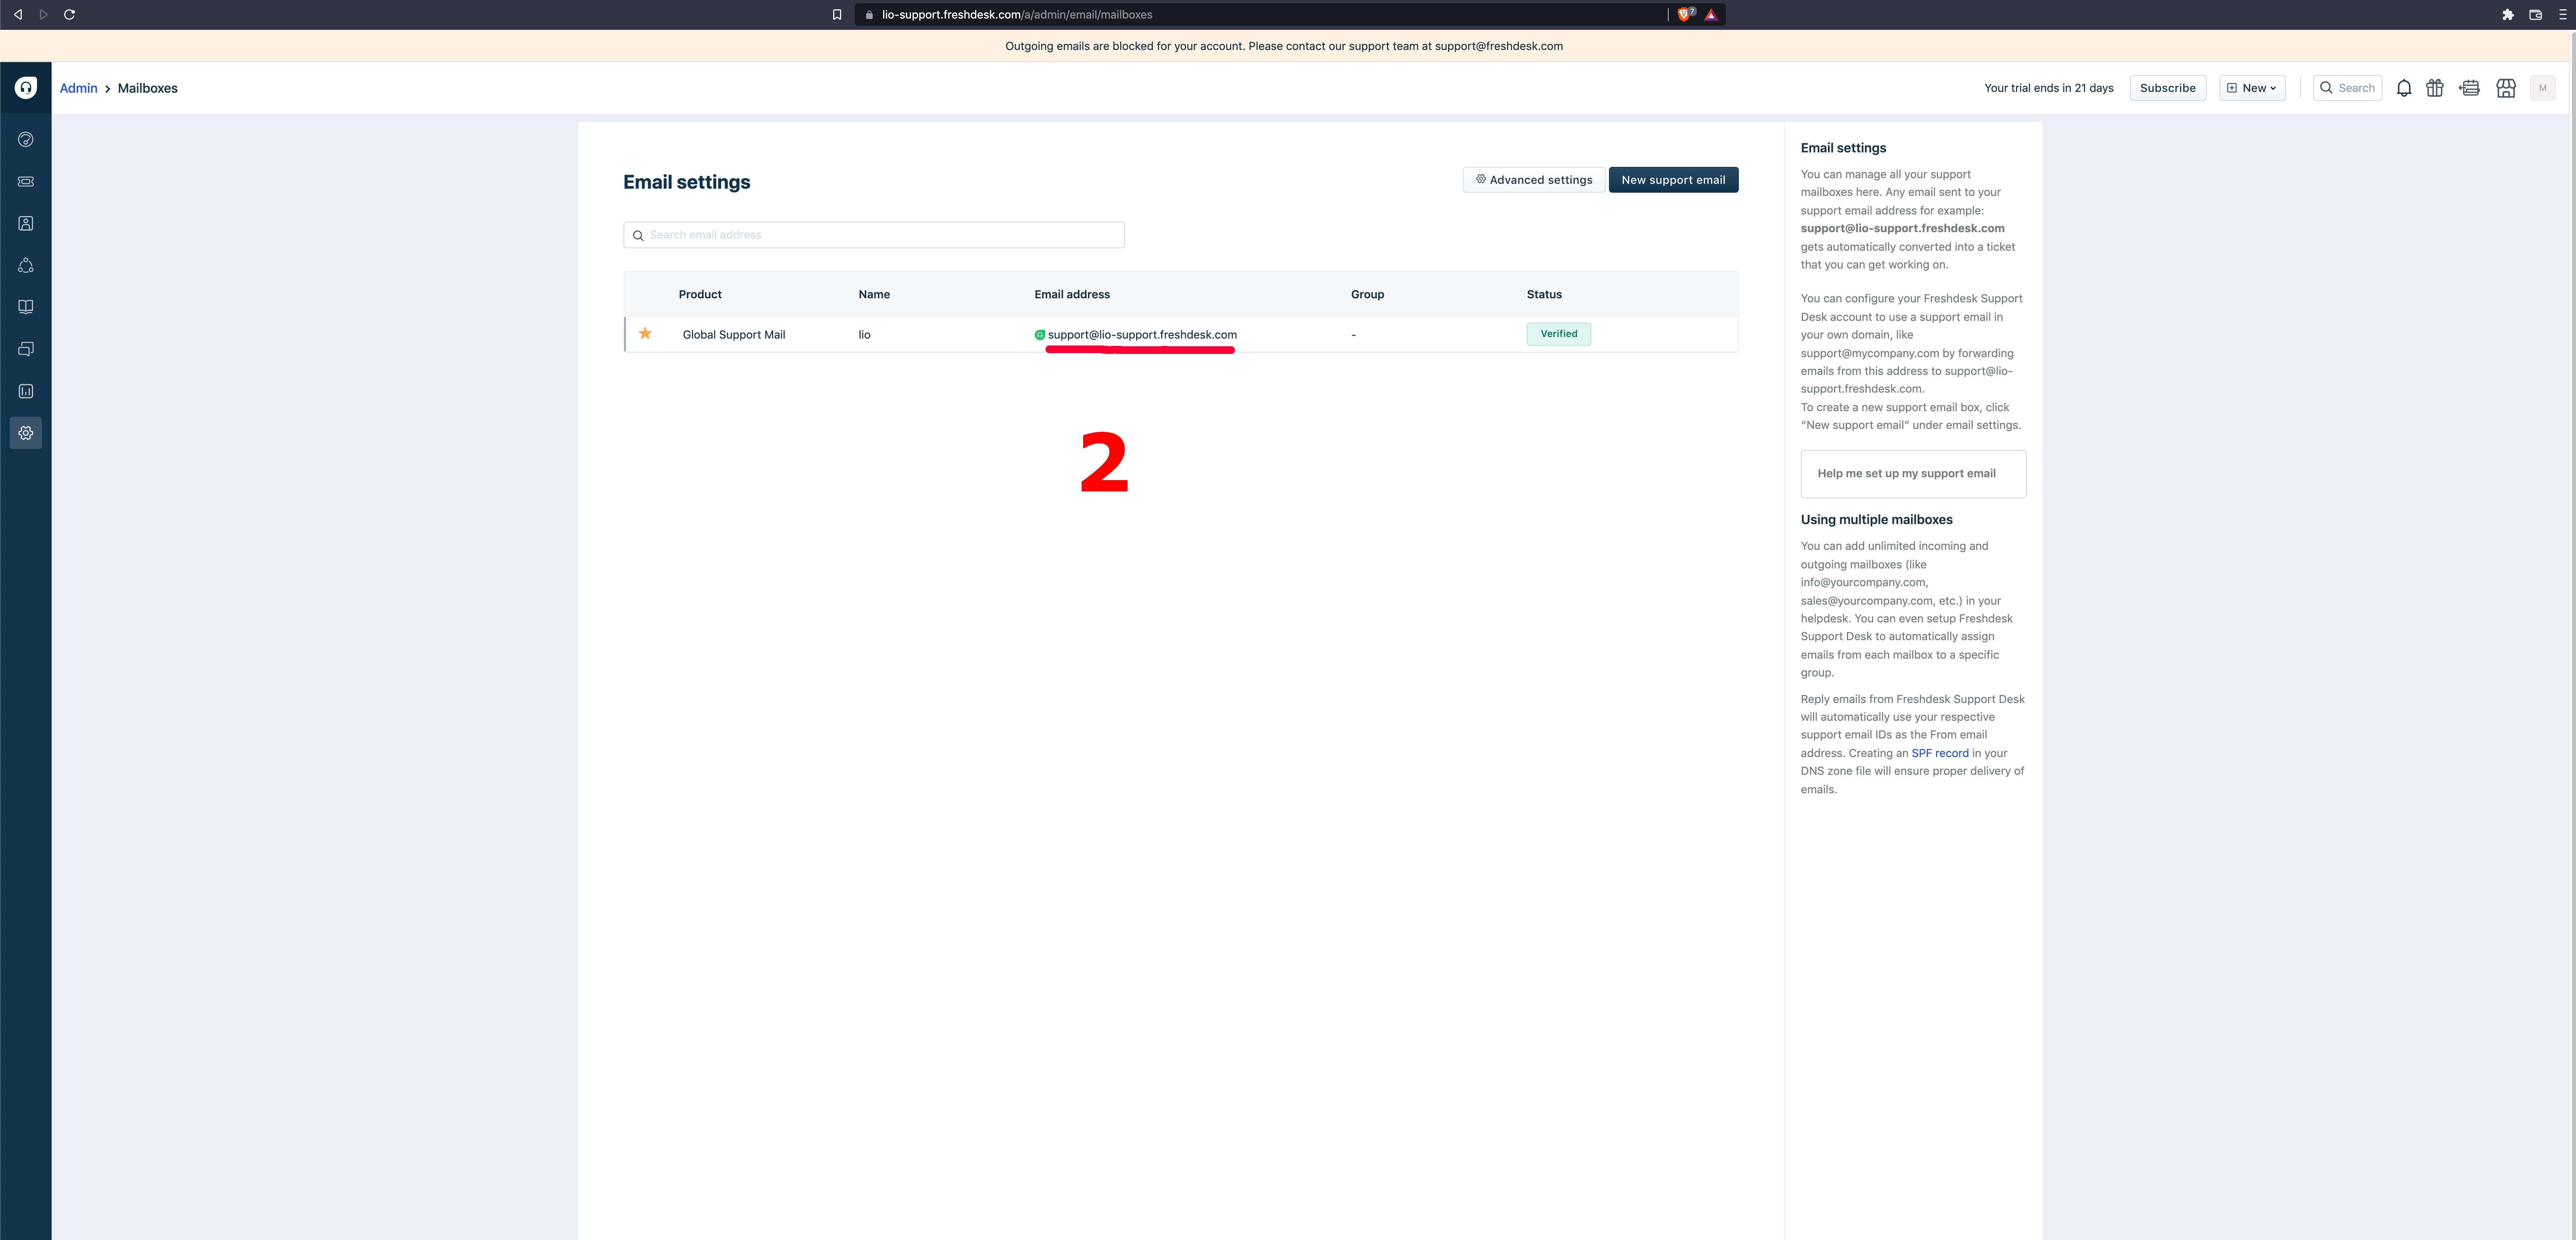 lio-support.freshdesk.com/a/admin/email/mailboxes
7
Outgoing emails are blocked for your account. Please contact our support team at support@freshdesk.com
Admin > Mailboxes
Your trial ends in 21 days
Subscribe
New
Search
M
Email settings
Advanced settings
New support email
Search email address
Product Name Email address Group Status
Global Support Mail lio support@lio-support.freshdesk.com - Verified
2
Email settings
You can manage all your support
mailboxes here. Any email sent to your
support email address for example:
support@lio-support.freshdesk.com
gets automatically converted into a ticket
that you can get working on.
You can configure your Freshdesk Support
Desk account to use a support email in
your own domain, like
support@mycompany.com by forwarding
emails from this address to support@lio-
support.freshdesk.com.
To create a new support email box, click
“New support email” under email settings.
Help me set up my support email
Using multiple mailboxes
You can add unlimited incoming and
outgoing mailboxes (like
info@yourcompany.com,
sales@yourcompany.com, etc.) in your
helpdesk. You can even setup Freshdesk
Support Desk to automatically assign
emails from each mailbox to a specific
group.
Reply emails from Freshdesk Support Desk
will automatically use your respective
support email IDs as the From email
address. Creating an SPF record in your
DNS zone file will ensure proper delivery of
emails.